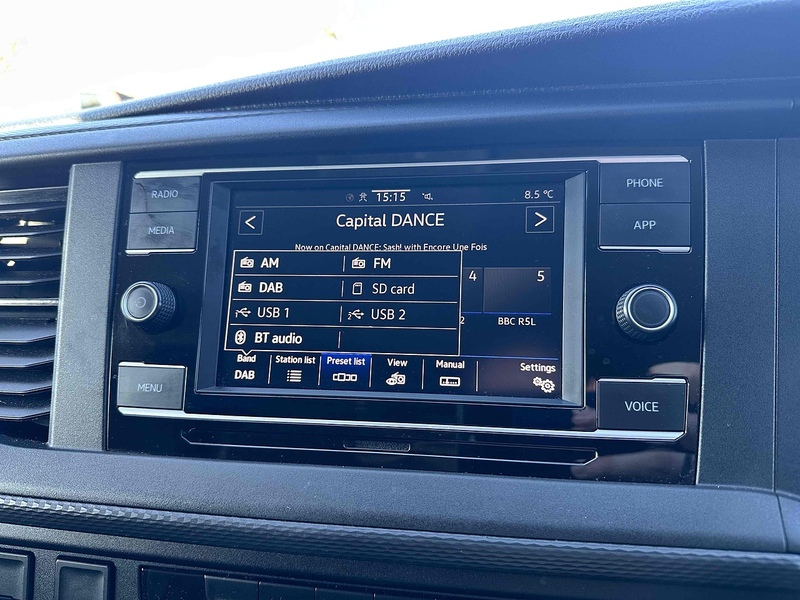 RADIO
MEDIA
MENU
PHONE
APP
VOICE
15:15
8.5 °C
<
Capital DANCE
>
Now on Capital DANCE: Sash! with Encore Une Fois
AM
FM
DAB
SD card
USB 1
USB 2
BT audio
4
5
2
BBC R5L
Band
DAB
Station list
Preset list
View
Manual
Settings